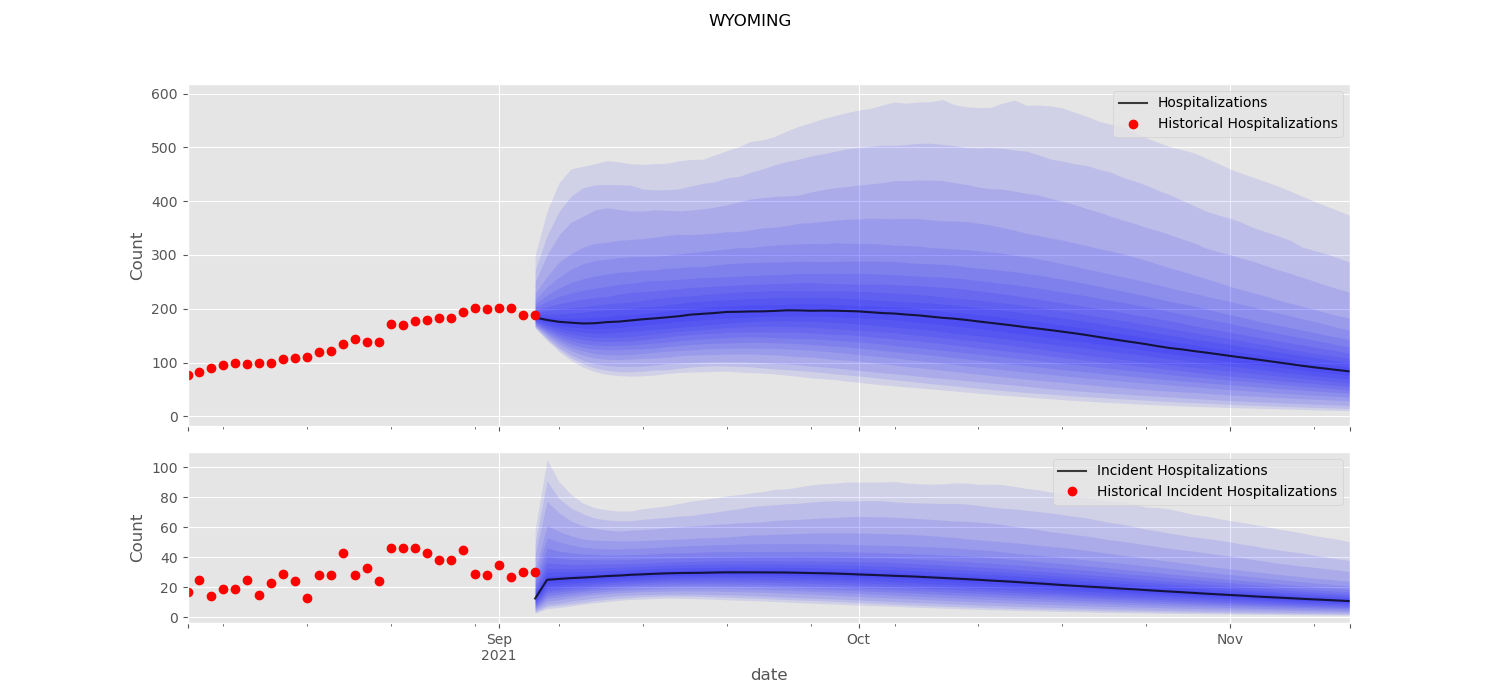 WYOMING
600
500
400
300
200
100
0
Count
Hospitalizations
Historical Hospitalizations
100
80
60
40
20
0
Count
Incident Hospitalizations
Historical Incident Hospitalizations
Sep
2021
Oct
Nov
date